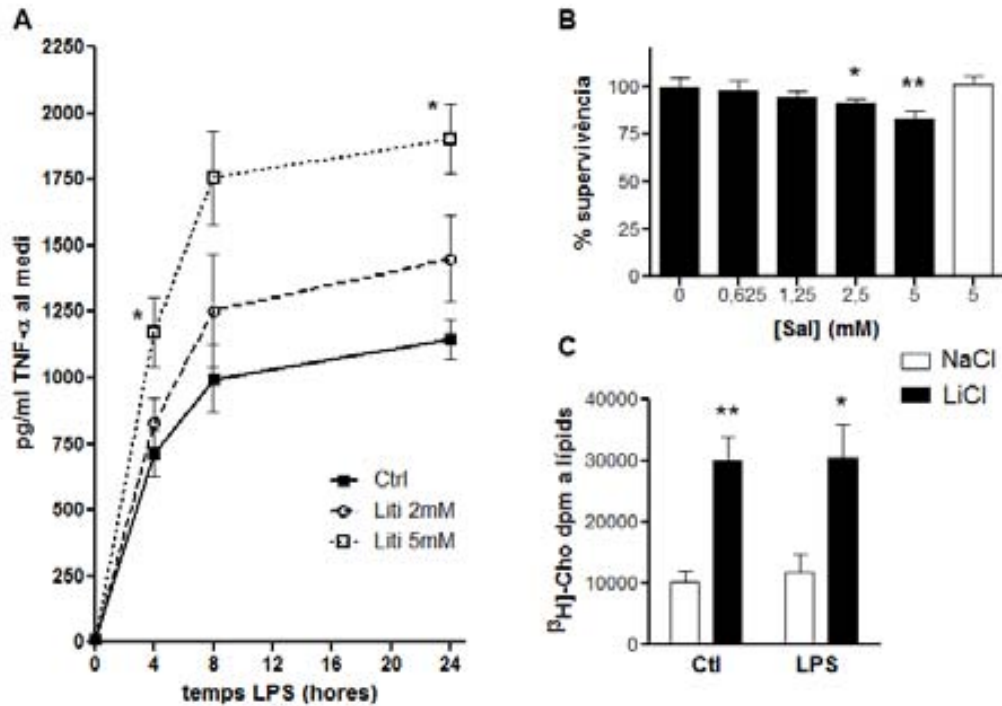 A
2250
2000
1750
1500
1250
1000
750
500
250
0
pg/ml TNF-α al medi
*
*
Ctrl
Liti 2mM
Liti 5mM
0 4 8 12 16 20 24
temps LPS (hores)
B
100
75
50
25
0
% supervivència
* **
0 0,625 1,25 2,5 5 5
[Sal] (mM)
NaCl
LiCl
C
40000
30000
20000
10000
0
[³H]-Cho dpm a lípids
** *
Ctl LPS